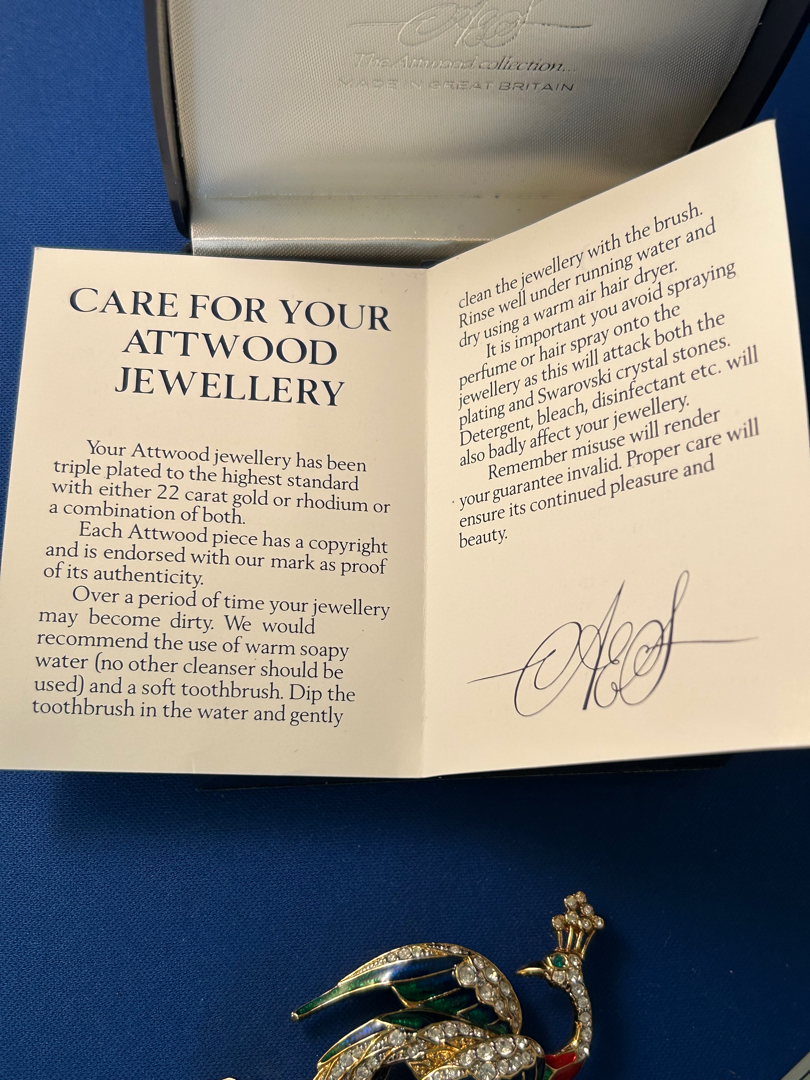 The Attwood collection...
MADE IN GREAT BRITAIN
CARE FOR YOUR
ATTWOOD
JEWELLERY
Your Attwood jewellery has been
triple plated to the highest standard
with either 22 carat gold or rhodium or
a combination of both.
Each Attwood piece has a copyright
and is endorsed with our mark as proof
of its authenticity.
Over a period of time your jewellery
may become dirty. We would
recommend the use of warm soapy
water (no other cleanser should be
used) and a soft toothbrush. Dip the
toothbrush in the water and gently
clean the jewellery with the brush.
Rinse well under running water and
dry using a warm air hair dryer.
It is important you avoid spraying
perfume or hair spray onto the
jewellery as this will attack both the
plating and Swarovski crystal stones.
Detergent, bleach, disinfectant etc. will
also badly affect your jewellery.
Remember misuse will render
your guarantee invalid. Proper care will
ensure its continued pleasure and
beauty.